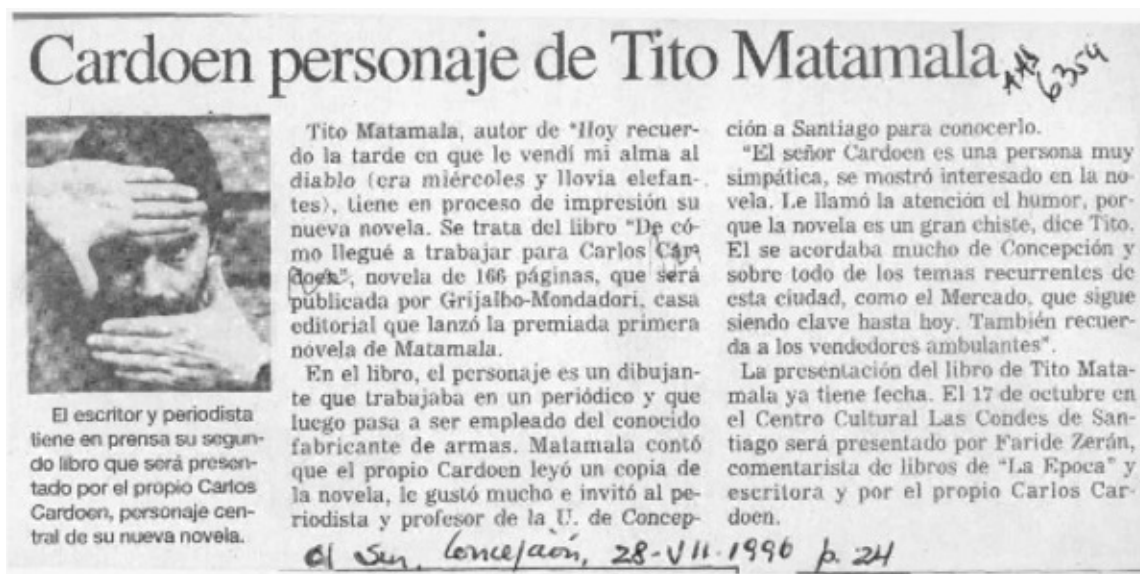 Cardoen personaje de Tito Matamala
AAJ
6354
El escritor y periodista
tiene en prensa su segun-
do libro que será presen-
tado por el propio Carlos
Cardoen, personaje cen-
tral de su nueva novela.
Tito Matamala, autor de "Hoy recuer-
do la tarde en que le vendí mi alma al
diablo (era miércoles y llovía elefan-
tes), tiene en proceso de impresión su
nueva novela. Se trata del libro "De có-
mo llegué a trabajar para Carlos Car-
doen", novela de 166 páginas, que será
publicada por Grijalbo-Mondadori, casa
editorial que lanzó la premiada primera
novela de Matamala.
En el libro, el personaje es un dibujan-
te que trabajaba en un periódico y que
luego pasa a ser empleado del conocido
fabricante de armas. Matamala contó
que el propio Cardoen leyó un copia de
la novela, le gustó mucho e invitó al pe-
riodista y profesor de la U. de Concep-
ción a Santiago para conocerlo.
"El señor Cardoen es una persona muy
simpática, se mostró interesado en la no-
vela. Le llamó la atención el humor, por-
que la novela es un gran chiste, dice Tito.
El se acordaba mucho de Concepción y
sobre todo de los temas recurrentes de
esta ciudad, como el Mercado, que sigue
siendo clave hasta hoy. También recuer-
da a los vendedores ambulantes".
La presentación del libro de Tito Mata-
mala ya tiene fecha. El 17 de octubre en
el Centro Cultural Las Condes de San-
tiago será presentado por Faride Zerán,
comentarista de libros de "La Epoca" y
escritora y por el propio Carlos Car-
doen.
El Sur, Concepción, 28-VII-1996 p. 24